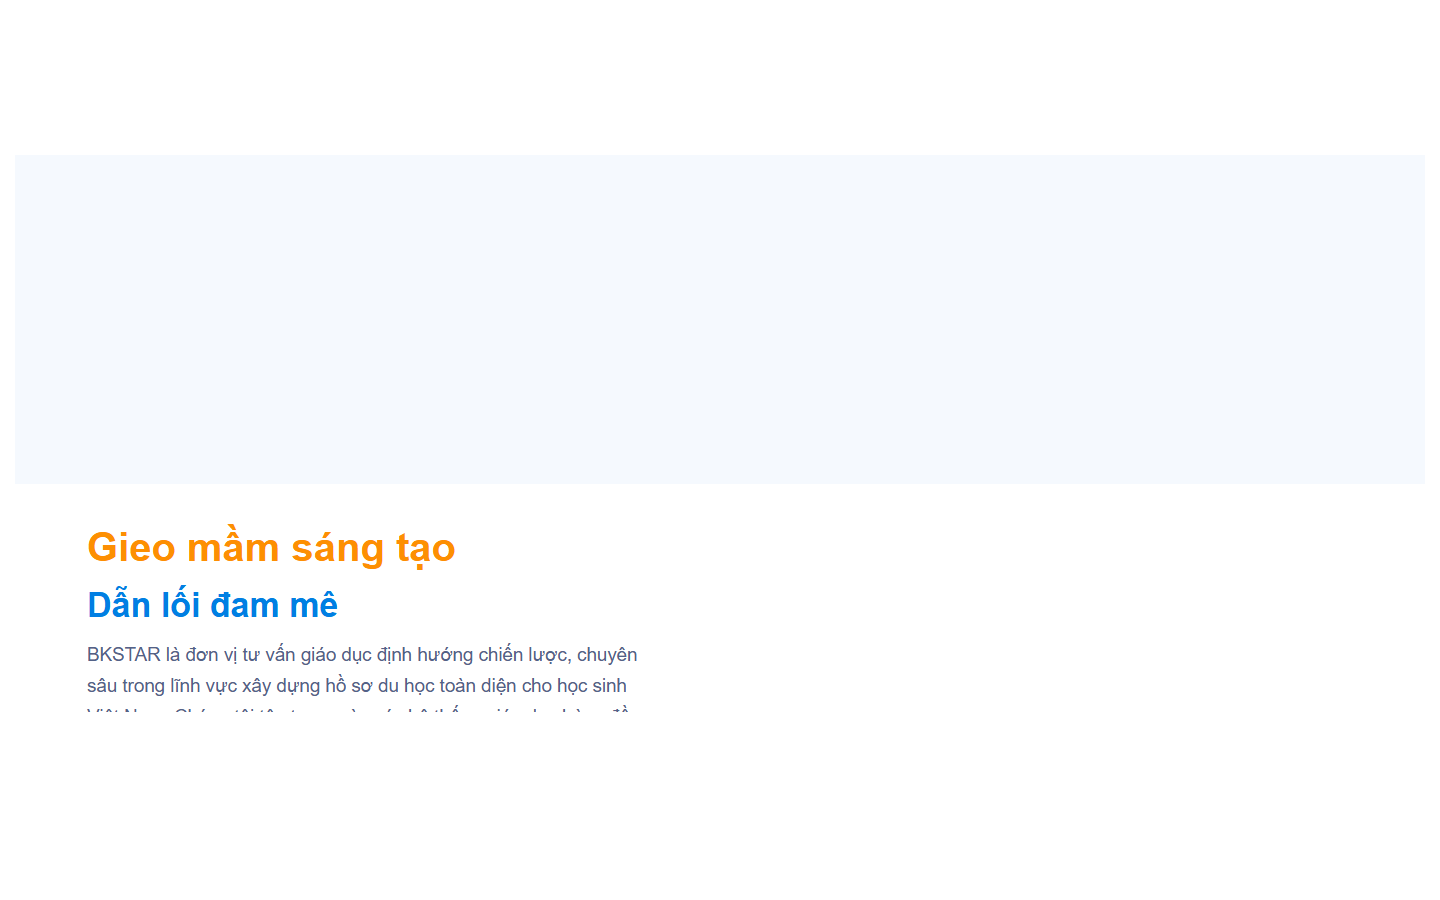 Gieo mầm sáng tạo
Dẫn lối đam mê
BKSTAR là đơn vị tư vấn giáo dục định hướng chiến lược, chuyên
sâu trong lĩnh vực xây dựng hồ sơ du học toàn diện cho học sinh